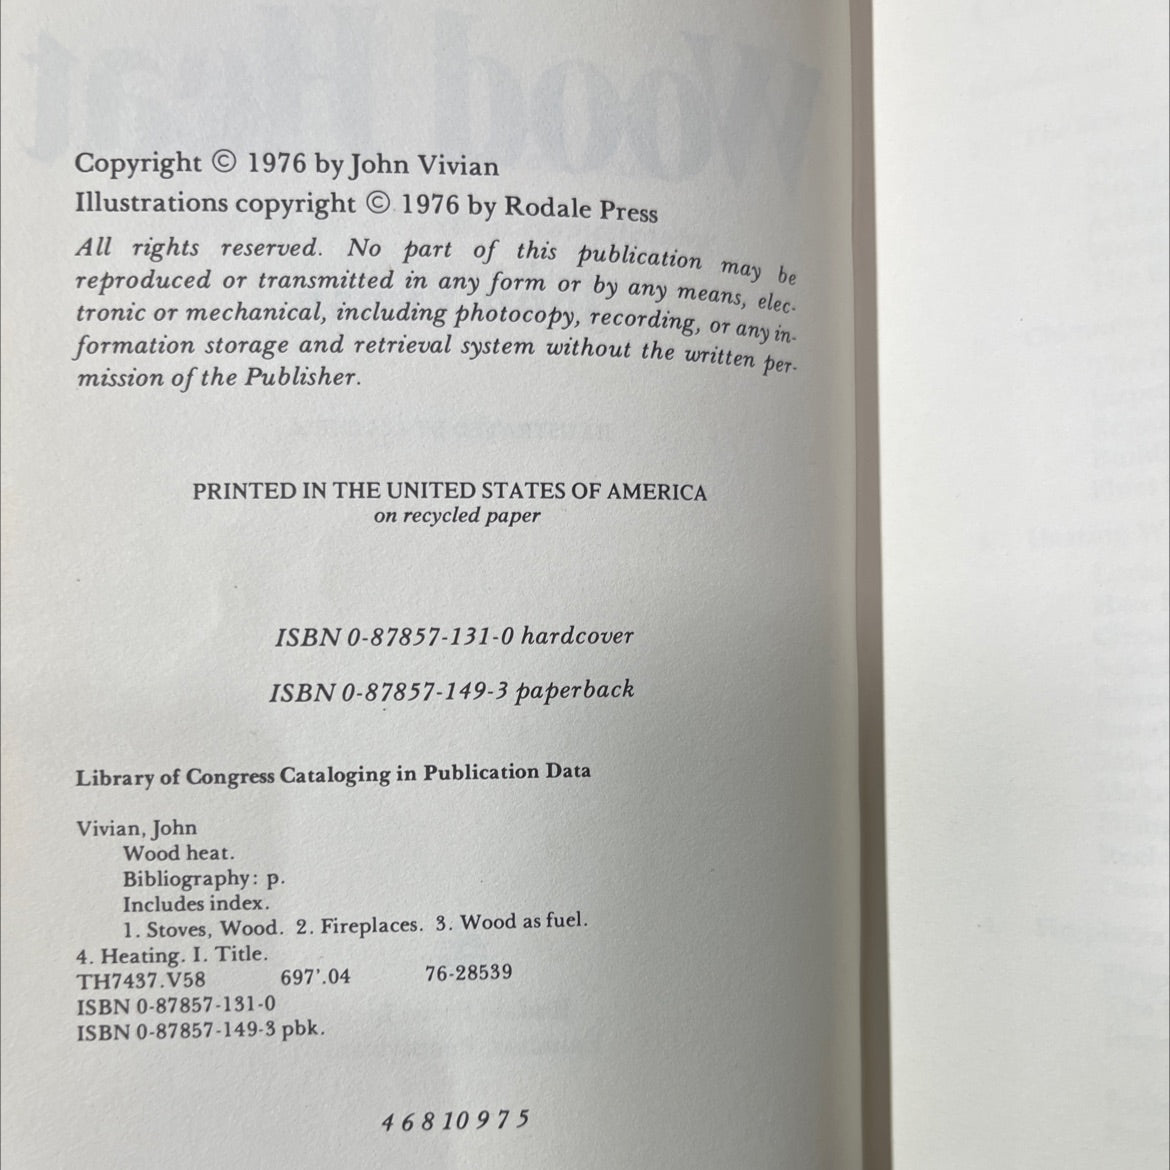 Copyright © 1976 by John Vivian
Illustrations copyright © 1976 by Rodale Press
All rights reserved. No part of this publication may be
reproduced or transmitted in any form or by any means, elec-
tronic or mechanical, including photocopy, recording, or any in-
formation storage and retrieval system without the written per-
mission of the Publisher.
PRINTED IN THE UNITED STATES OF AMERICA
on recycled paper
ISBN 0-87857-131-0 hardcover
ISBN 0-87857-149-3 paperback
Library of Congress Cataloging in Publication Data
Vivian, John
Wood heat.
Bibliography: p.
Includes index.
1. Stoves, Wood. 2. Fireplaces. 3. Wood as fuel.
4. Heating. I. Title.
TH7437.V58 697'.04 76-28539
ISBN 0-87857-131-0
ISBN 0-87857-149-3 pbk.
4 6 8 10 9 7 5